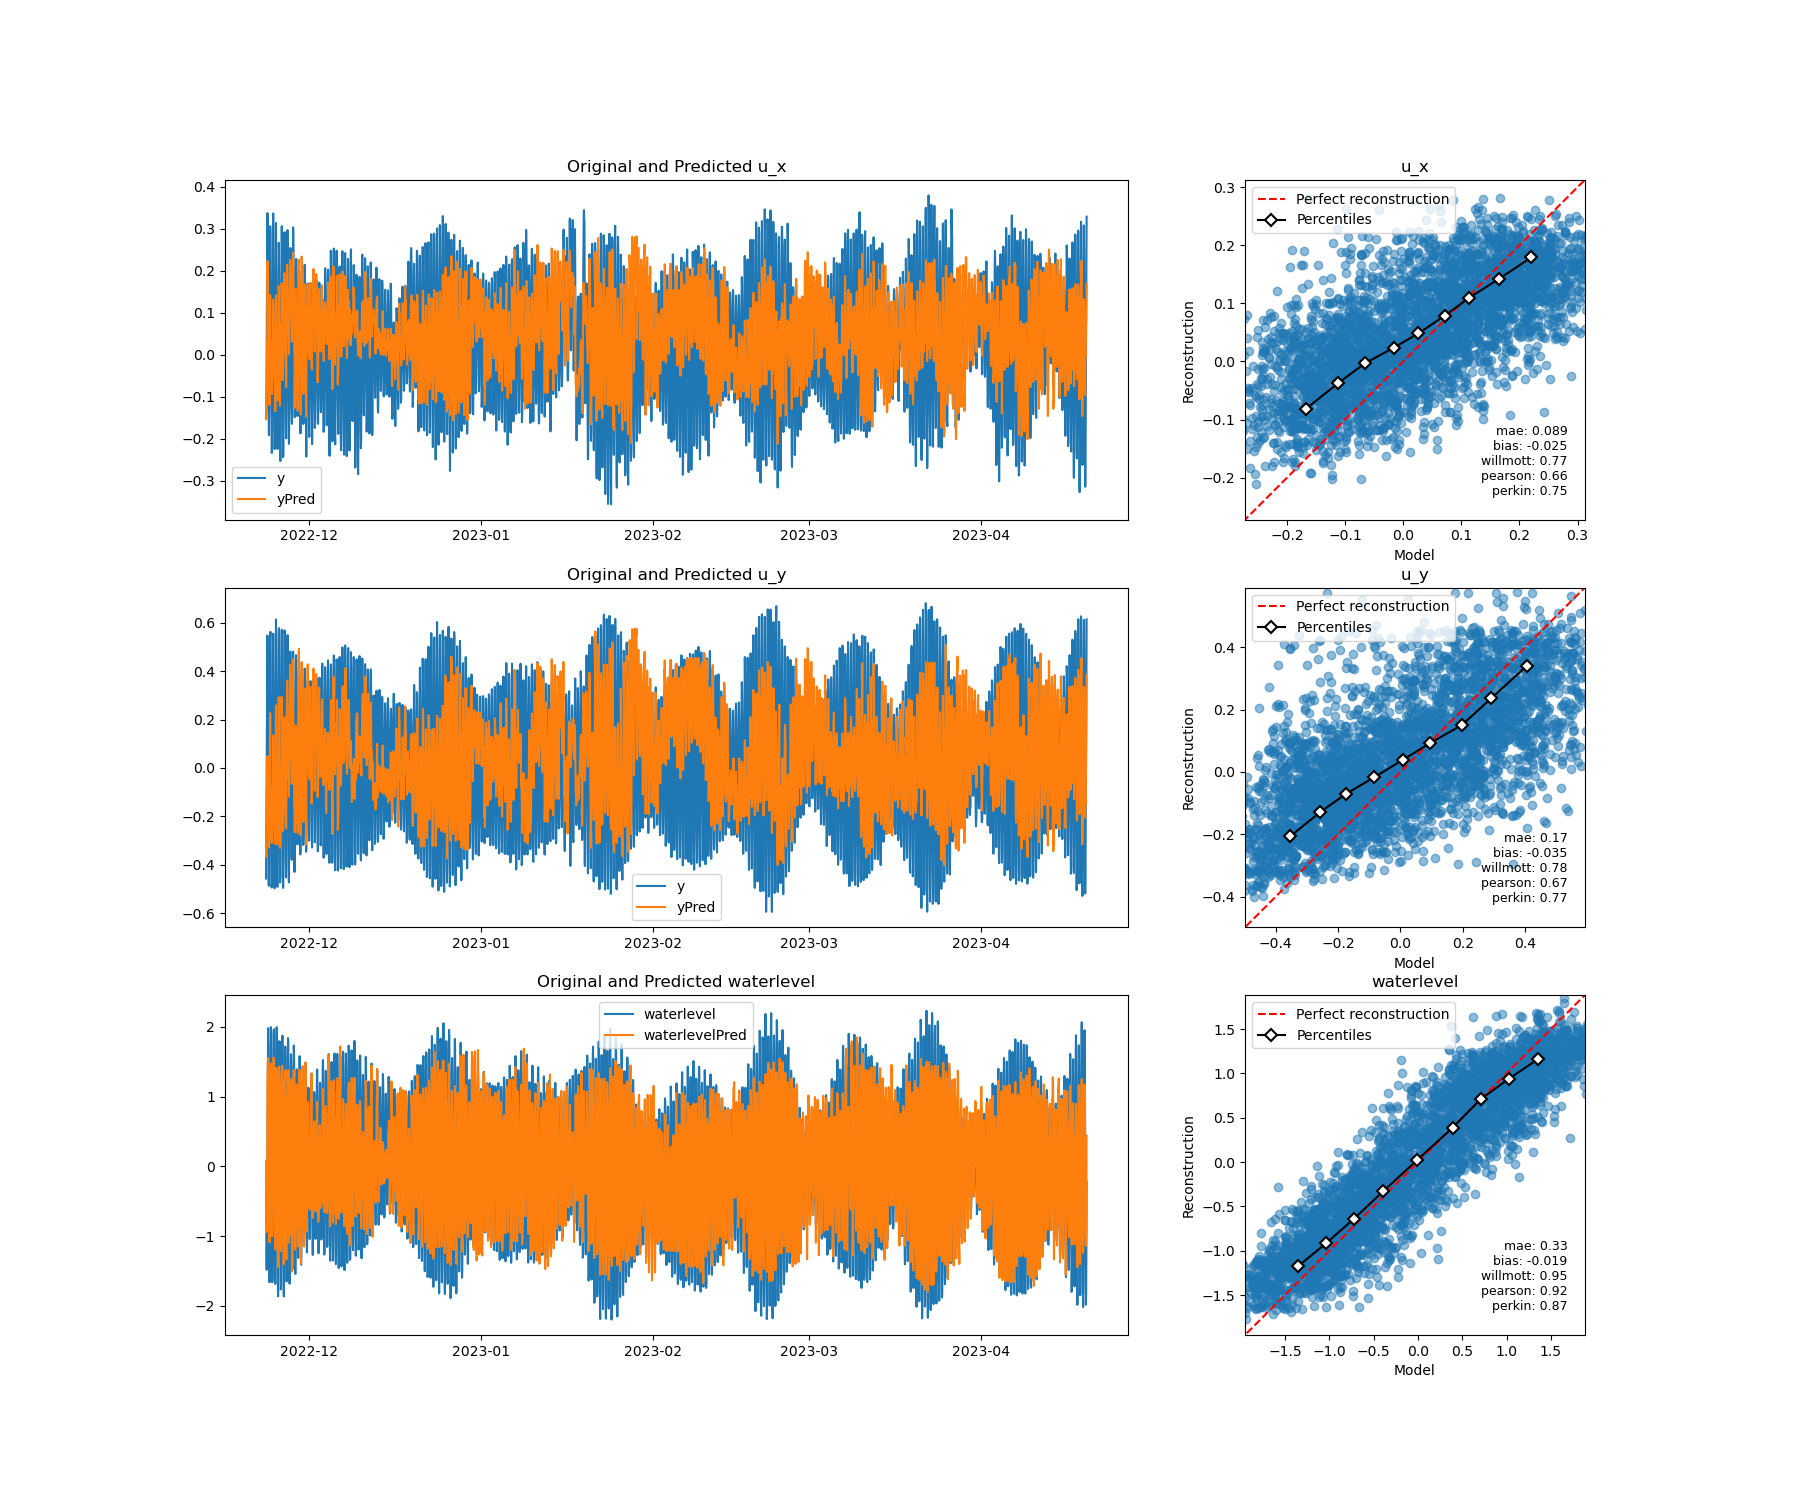 Original and Predicted u_x
0.4
0.3
0.2
0.1
0.0
−0.1
−0.2
−0.3
y
yPred
2022-12 2023-01 2023-02 2023-03 2023-04
u_x
Perfect reconstruction
Percentiles
Reconstruction
0.3
0.2
0.1
0.0
−0.1
−0.2
mae: 0.089
bias: -0.025
willmott: 0.77
pearson: 0.66
perkin: 0.75
−0.2 −0.1 0.0 0.1 0.2 0.3
Model
Original and Predicted u_y
0.6
0.4
0.2
0.0
−0.2
−0.4
−0.6
y
yPred
2022-12 2023-01 2023-02 2023-03 2023-04
u_y
Perfect reconstruction
Percentiles
Reconstruction
0.4
0.2
0.0
−0.2
−0.4
mae: 0.17
bias: -0.035
willmott: 0.78
pearson: 0.67
perkin: 0.77
−0.4 −0.2 0.0 0.2 0.4
Model
Original and Predicted waterlevel
waterlevel
waterlevelPred
2
1
0
−1
−2
2022-12 2023-01 2023-02 2023-03 2023-04
waterlevel
Perfect reconstruction
Percentiles
Reconstruction
1.5
1.0
0.5
0.0
−0.5
−1.0
−1.5
mae: 0.33
bias: -0.019
willmott: 0.95
pearson: 0.92
perkin: 0.87
−1.5 −1.0 −0.5 0.0 0.5 1.0 1.5
Model